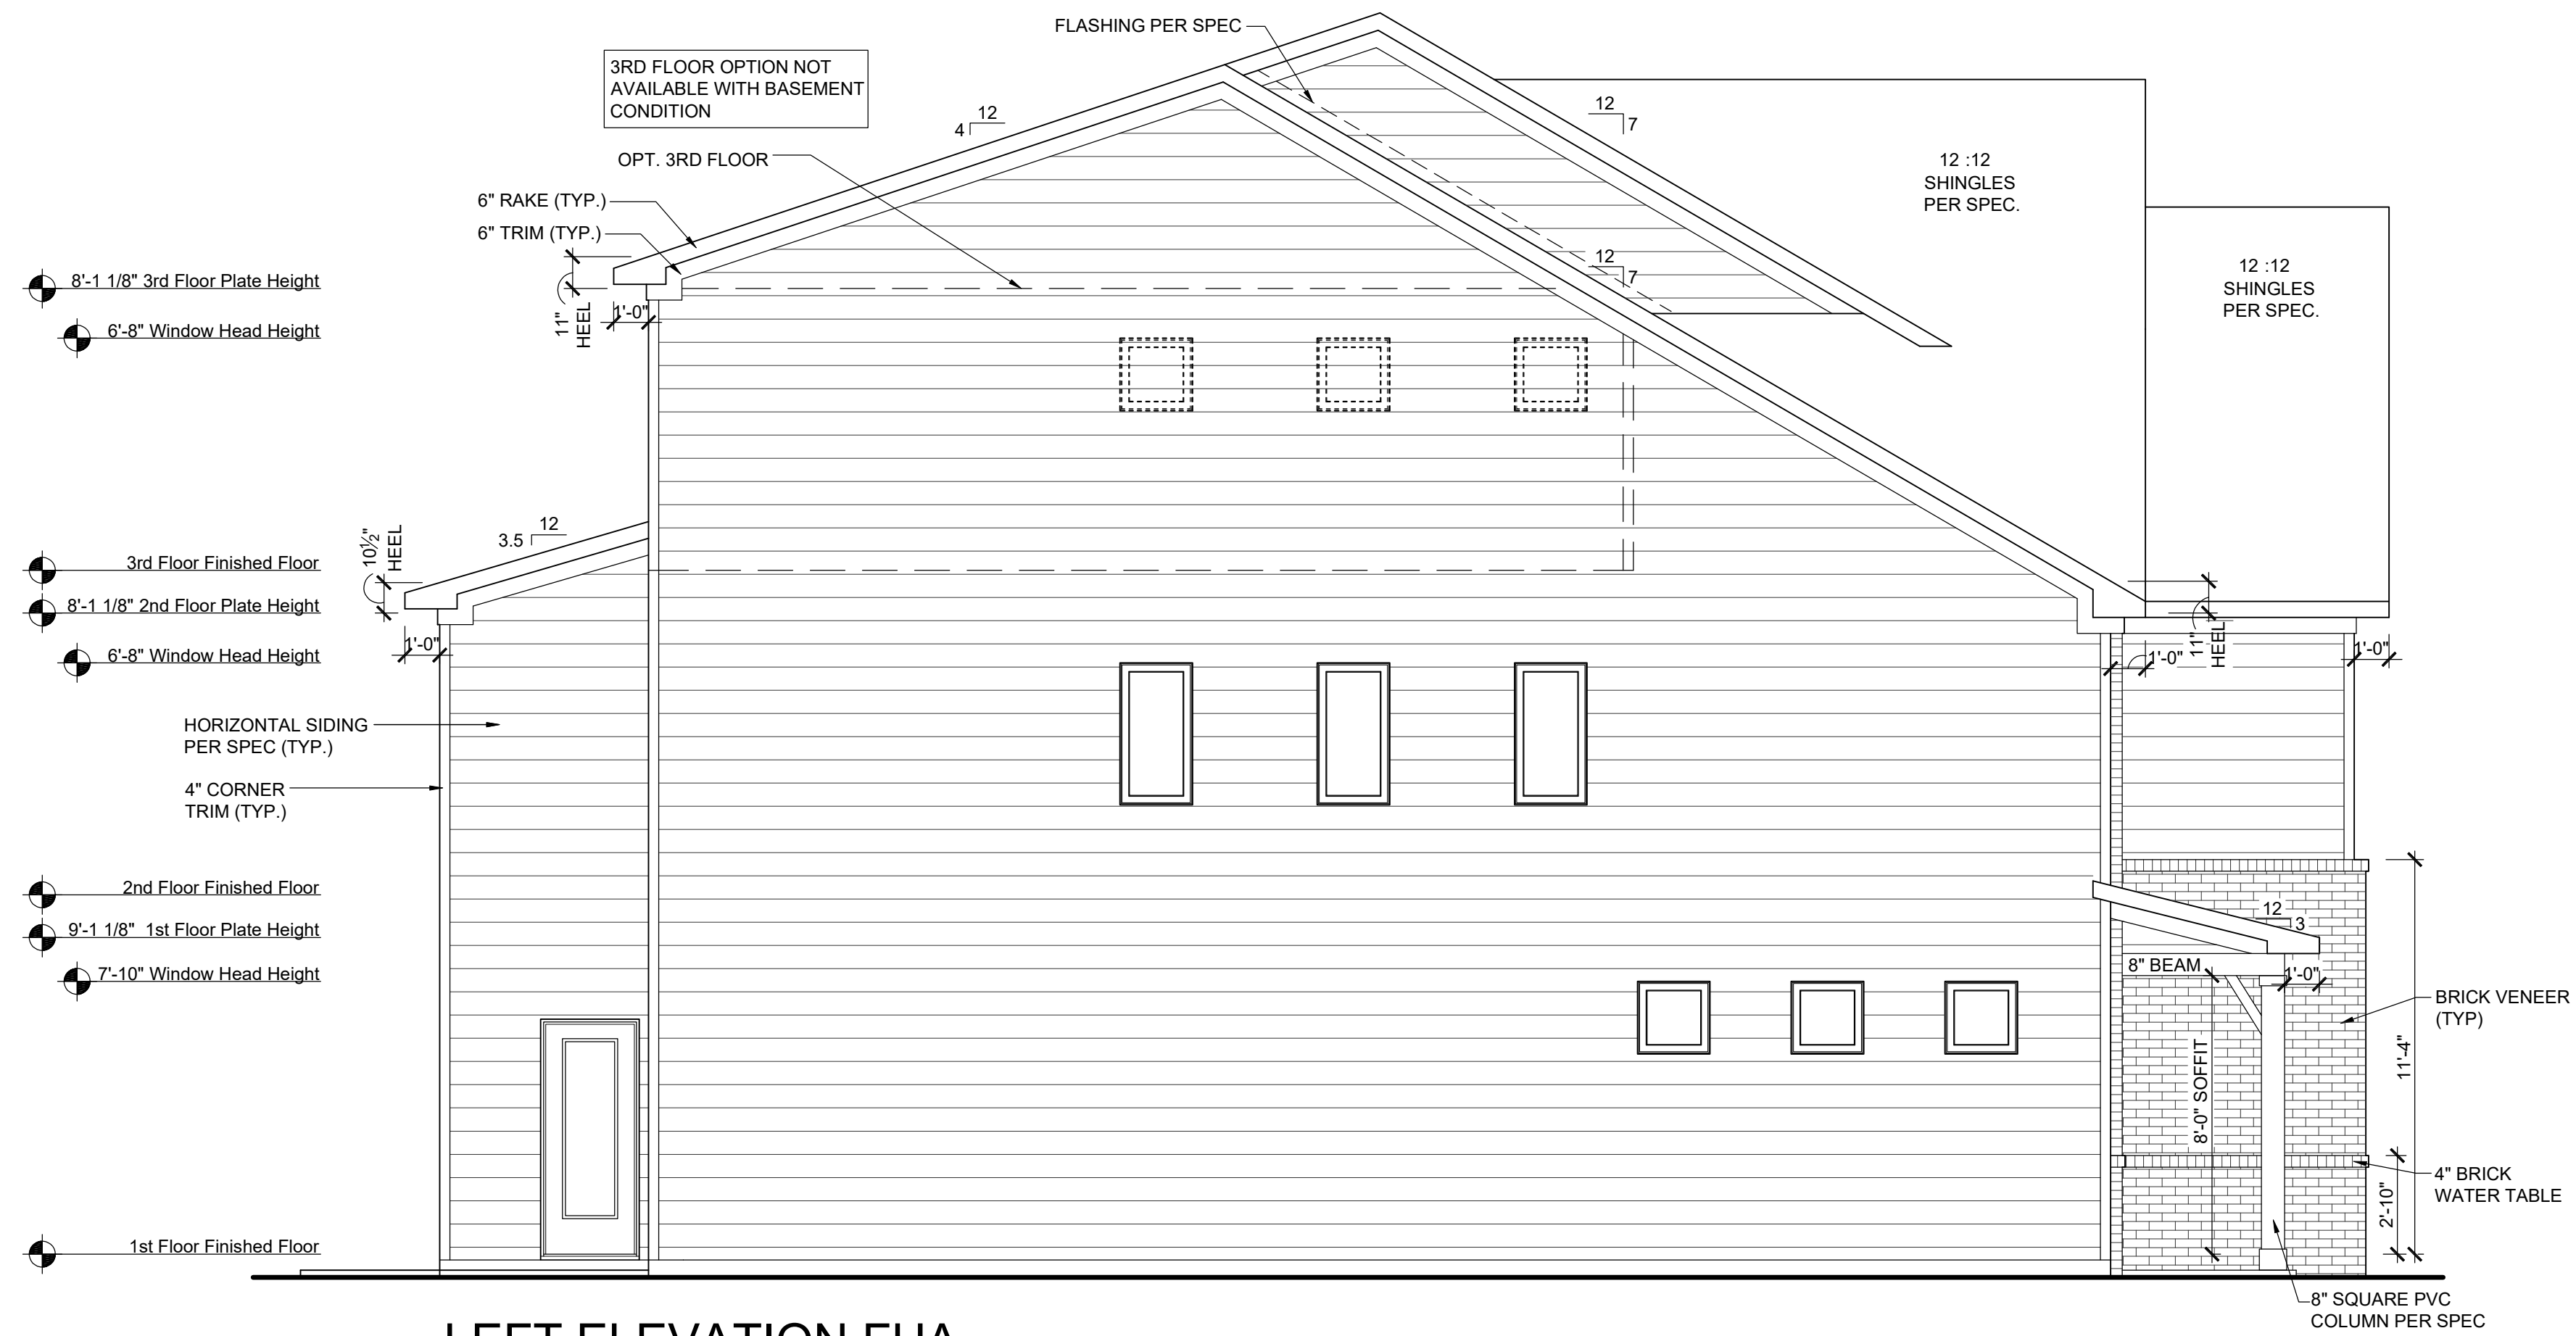 FLASHING PER SPEC
3RD FLOOR OPTION NOT
AVAILABLE WITH BASEMENT
CONDITION
12
4
12
7
OPT. 3RD FLOOR
12 :12
SHINGLES
PER SPEC.
6" RAKE (TYP.)
6" TRIM (TYP.)
12
7
12 :12
SHINGLES
PER SPEC.
8'-1 1/8" 3rd Floor Plate Height
11"
HEEL
1'-0"
6'-8" Window Head Height
12
3.5
10½"
HEEL
3rd Floor Finished Floor
8'-1 1/8" 2nd Floor Plate Height
1'-0"
6'-8" Window Head Height
1'-0"
11"
HEEL
1'-0"
HORIZONTAL SIDING
PER SPEC (TYP.)
4" CORNER
TRIM (TYP.)
2nd Floor Finished Floor
9'-1 1/8"  1st Floor Plate Height
7'-10" Window Head Height
12
3
8" BEAM
1'-0"
BRICK VENEER
(TYP)
8'-0" SOFFIT
11'-4"
4" BRICK
WATER TABLE
2'-10"
1st Floor Finished Floor
8" SQUARE PVC
COLUMN PER SPEC